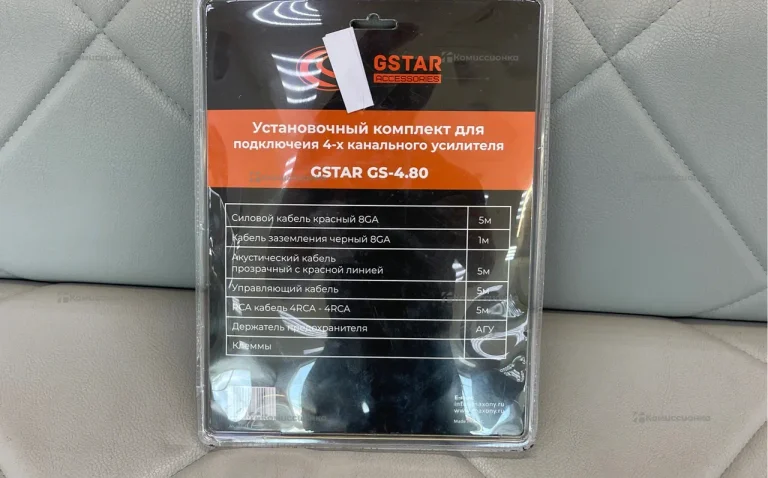 GSTAR
ACCESSORIES
Комиссионка
Комиссионка
Установочный комплект для
подключеия 4-х канального усилителя
GSTAR GS-4.80
Силовой кабель красный 8GA 5м
Кабель заземления черный 8GA 1м
Акустический кабель
прозрачный с красной линией 5м
Управляющий кабель 5м
RCA кабель 4RCA - 4RCA 5м
Держатель предохранителя АГУ
Клеммы
Комиссионка